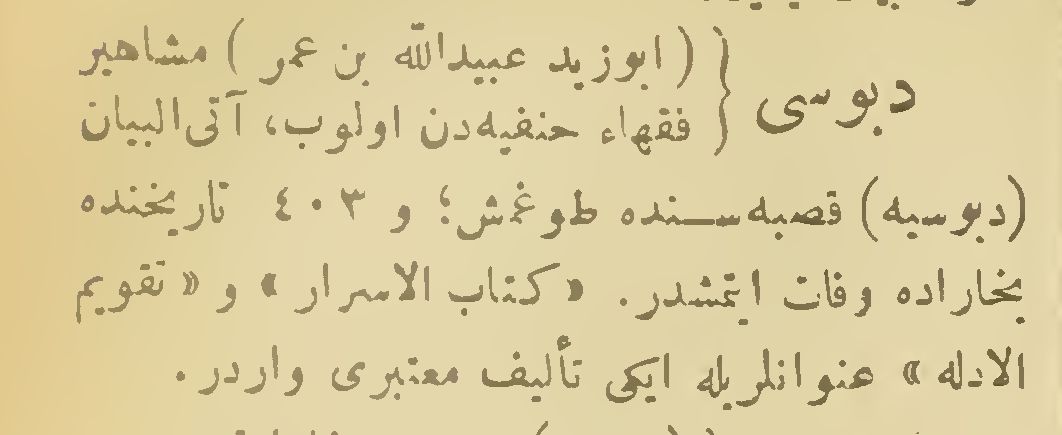 دبوسی { ( ابوزید عبیدالله بن عمر ) مشاهیر
فقهاء حنفیه‌دن اولوب، آتی‌البیان
(دبوسیه) قصبه‌سنده طوغمش؛ و ٤٠٣ تاریخنده
بخاراده وفات ایتمشدر. «کتاب الاسرار» و «تقویم
الادله» عنوانلریله ایکی تألیف معتبری واردر.